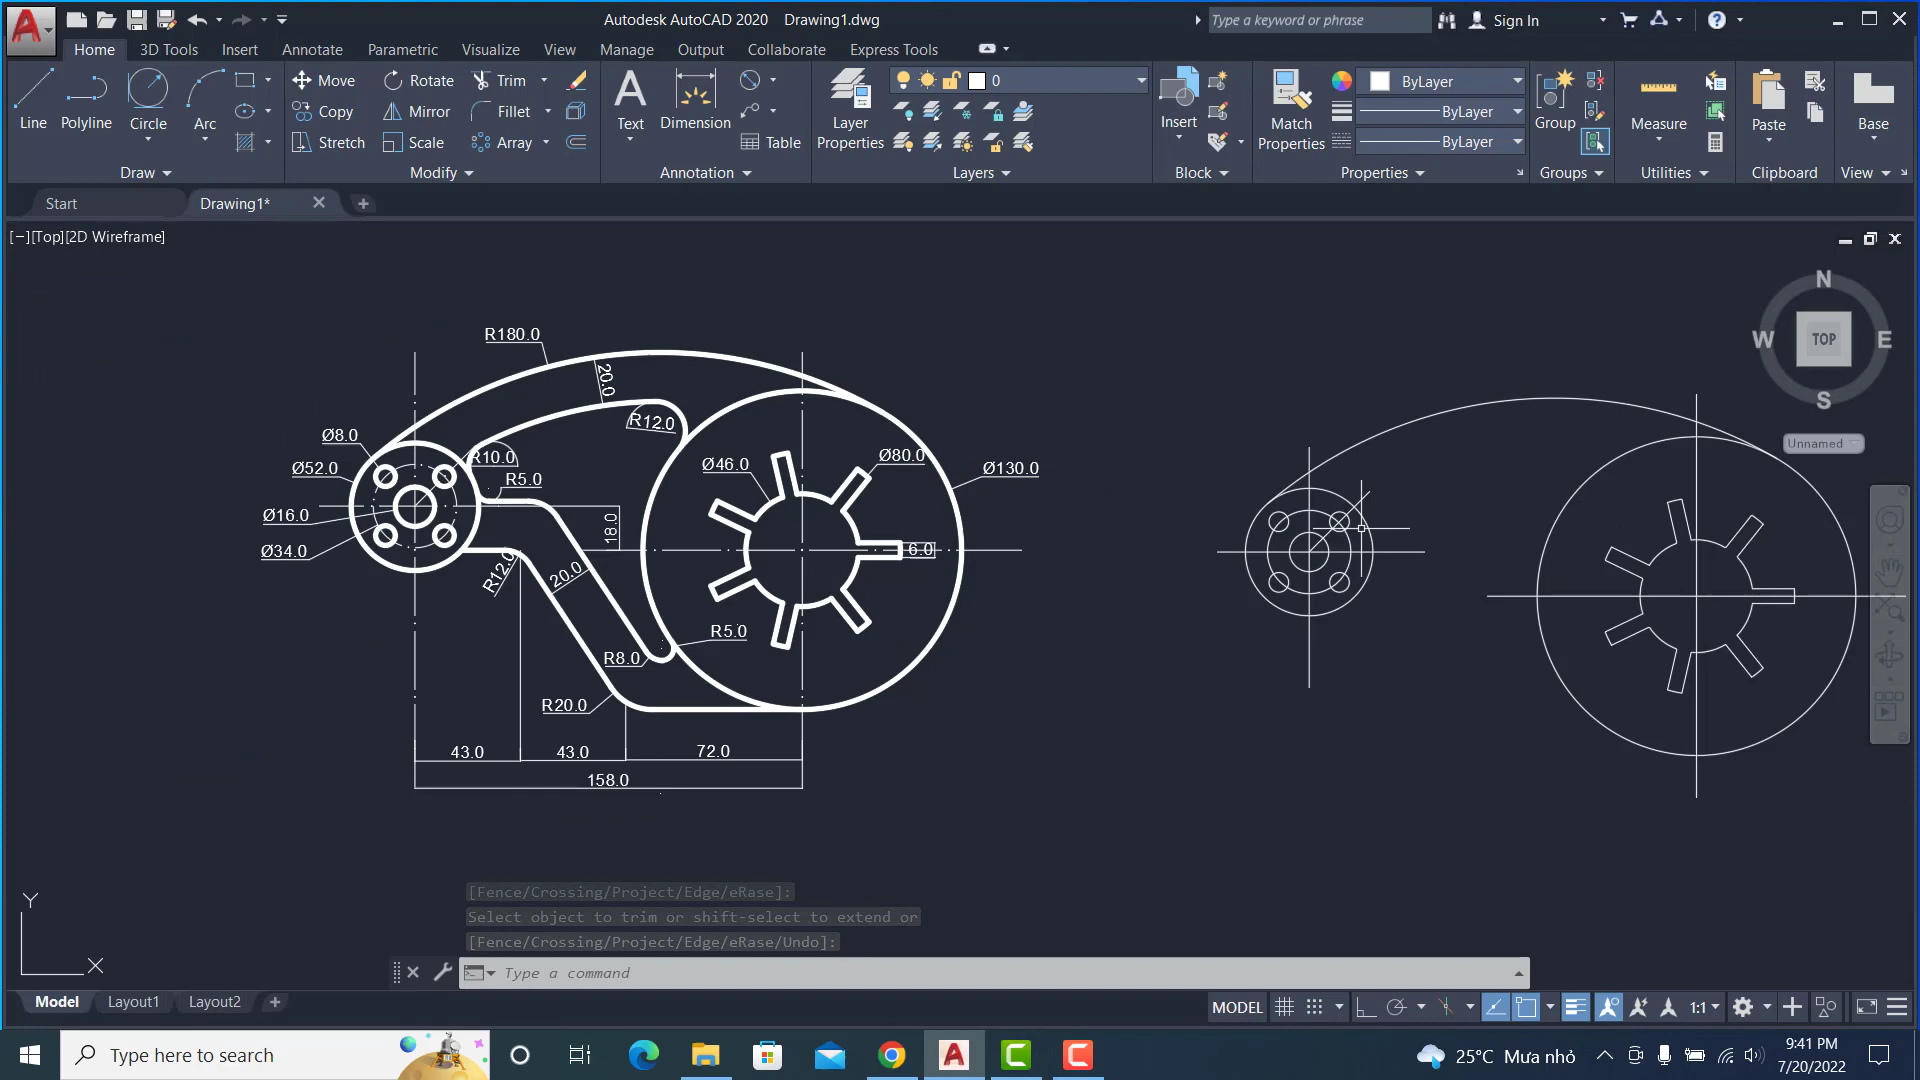 Autodesk AutoCAD 2020 Drawing1.dwg
Type a keyword or phrase
Sign In
Home 3D Tools Insert Annotate Parametric Visualize View Manage Output Collaborate Express Tools
Line Polyline Circle Arc
Move Rotate Trim
Copy Mirror Fillet
Stretch Scale Array
Text Dimension Table
Layer Properties
0
Insert
Match Properties
ByLayer
ByLayer
ByLayer
Group
Measure
Paste
Base
Draw Modify Annotation Layers Block Properties Groups Utilities Clipboard View
Start Drawing1*
[−][Top][2D Wireframe]
N
W TOP E
S
Unnamed
R180.0
20.0
R12.0
Ø8.0
Ø52.0
R10.0
R5.0
Ø46.0
Ø80.0
Ø130.0
Ø16.0
Ø34.0
18.0
6.0
R12.0
20.0
R5.0
R8.0
R20.0
43.0 43.0 72.0
158.0
Y
X
[Fence/Crossing/Project/Edge/eRase]:
Select object to trim or shift-select to extend or
[Fence/Crossing/Project/Edge/eRase/Undo]:
Type a command
Model Layout1 Layout2
MODEL 1:1
Type here to search
25°C Mưa nhỏ
9:41 PM
7/20/2022